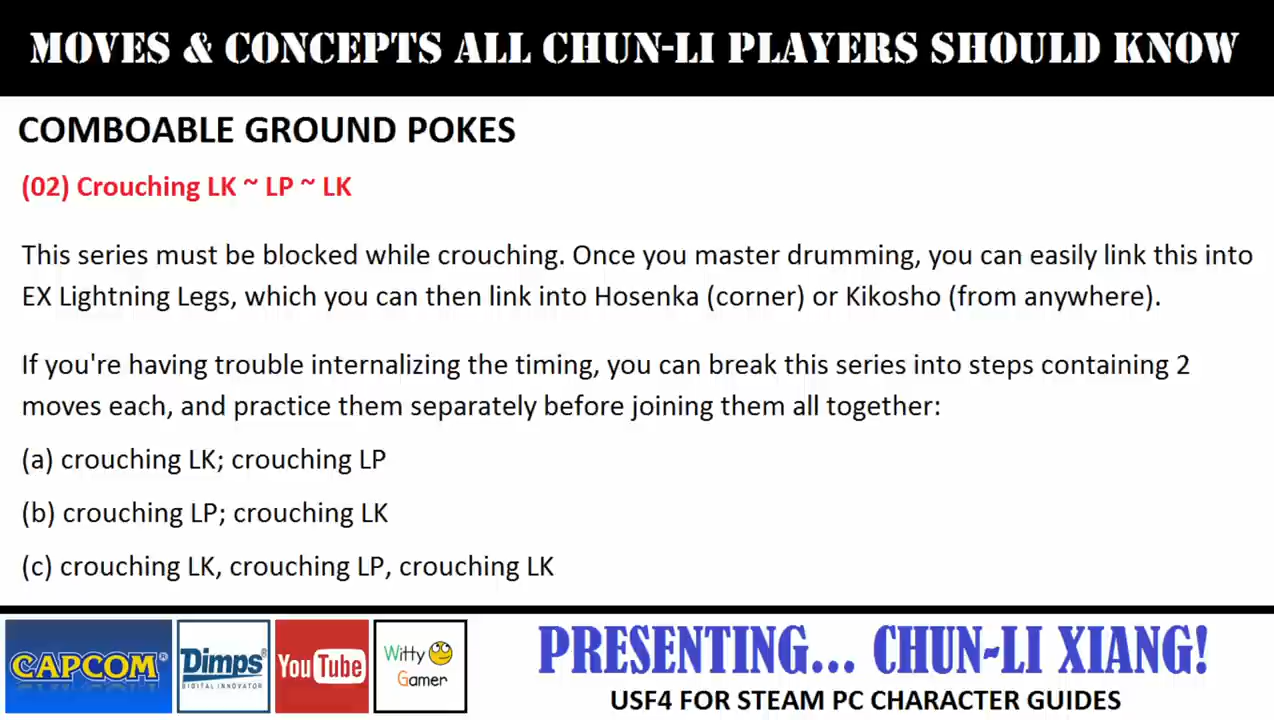 MOVES & CONCEPTS ALL CHUN-LI PLAYERS SHOULD KNOW
COMBOABLE GROUND POKES
(02) Crouching LK ~ LP ~ LK
This series must be blocked while crouching. Once you master drumming, you can easily link this into
EX Lightning Legs, which you can then link into Hosenka (corner) or Kikosho (from anywhere).
If you're having trouble internalizing the timing, you can break this series into steps containing 2
moves each, and practice them separately before joining them all together:
(a) crouching LK; crouching LP
(b) crouching LP; crouching LK
(c) crouching LK, crouching LP, crouching LK
CAPCOM®
Dimps®
DIGITAL INNOVATOR
YouTube
Witty
Gamer
PRESENTING... CHUN-LI XIANG!
USF4 FOR STEAM PC CHARACTER GUIDES